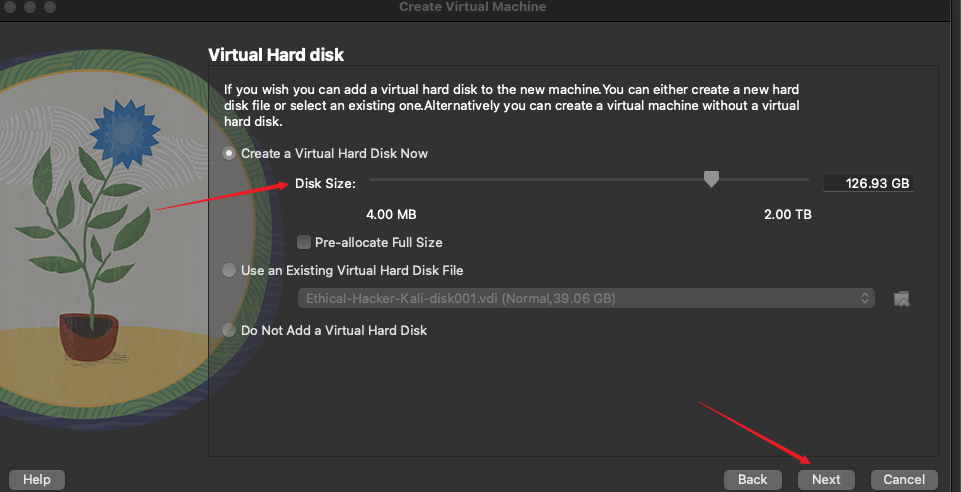 Create Virtual Machine
Virtual Hard disk
If you wish you can add a virtual hard disk to the new machine.You can either create a new hard
disk file or select an existing one.Alternatively you can create a virtual machine without a virtual
hard disk.
Create a Virtual Hard Disk Now
Disk Size:
126.93 GB
4.00 MB
2.00 TB
Pre-allocate Full Size
Use an Existing Virtual Hard Disk File
Ethical-Hacker-Kali-disk001.vdi (Normal,39.06 GB)
Do Not Add a Virtual Hard Disk
Help
Back
Next
Cancel